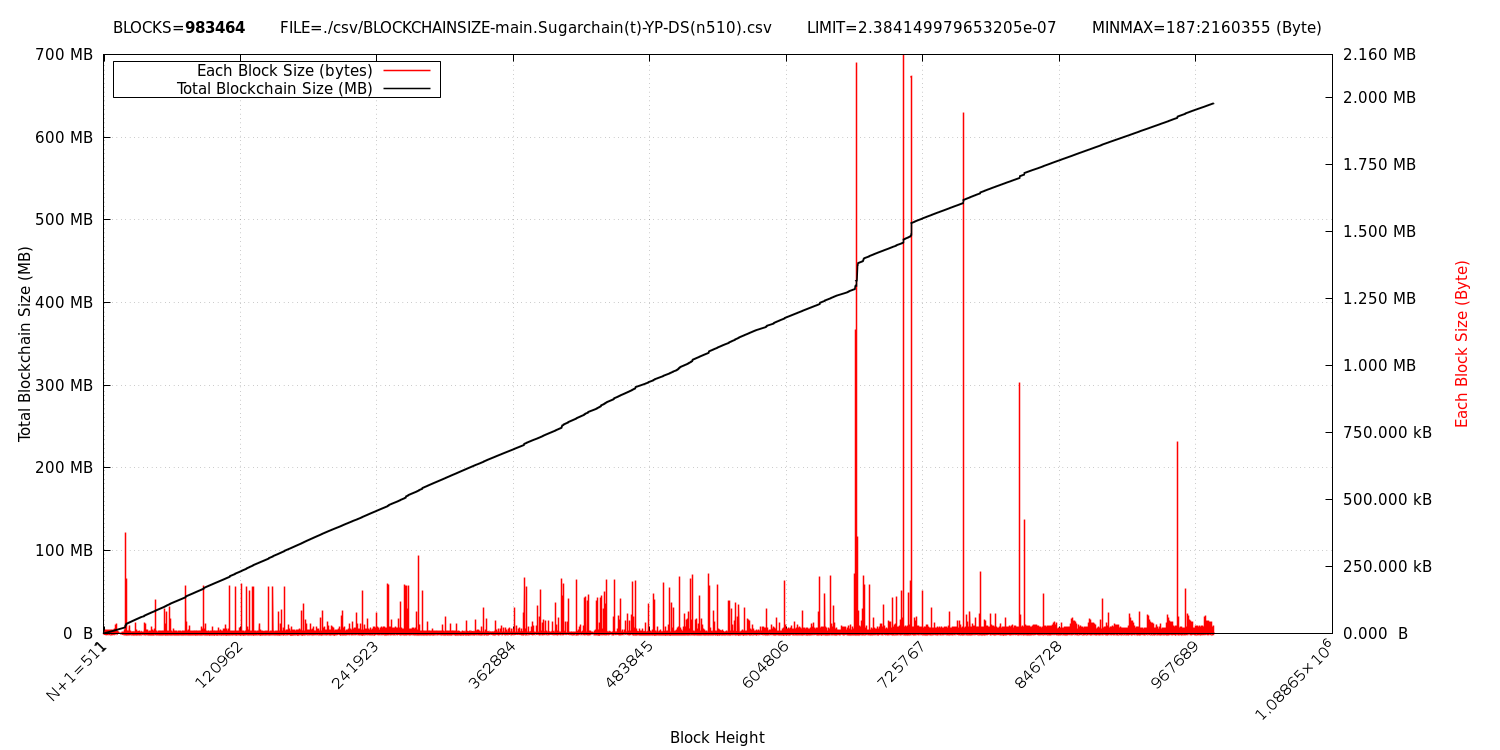 BLOCKS=983464 FILE=./csv/BLOCKCHAINSIZE-main.Sugarchain(t)-YP-DS(n510).csv LIMIT=2.384149979653205e-07 MINMAX=187:2160355 (Byte)
Each Block Size (bytes)
Total Blockchain Size (MB)
700 MB
600 MB
500 MB
400 MB
300 MB
200 MB
100 MB
0 B
Total Blockchain Size (MB)
2.160 MB
2.000 MB
1.750 MB
1.500 MB
1.250 MB
1.000 MB
750.000 kB
500.000 kB
250.000 kB
0.000 B
Each Block Size (Byte)
N+1=511
120962
241923
362884
483845
604806
725767
846728
967689
1.08865×10⁶
Block Height